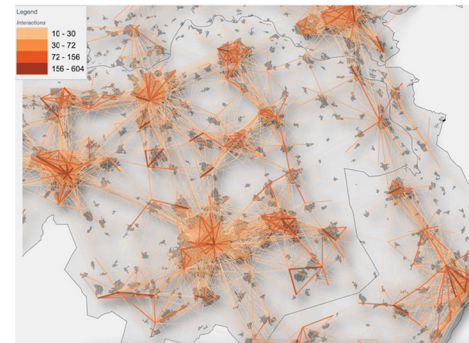 Legend
Interactions
10 - 30
30 - 72
72 - 156
156 - 604